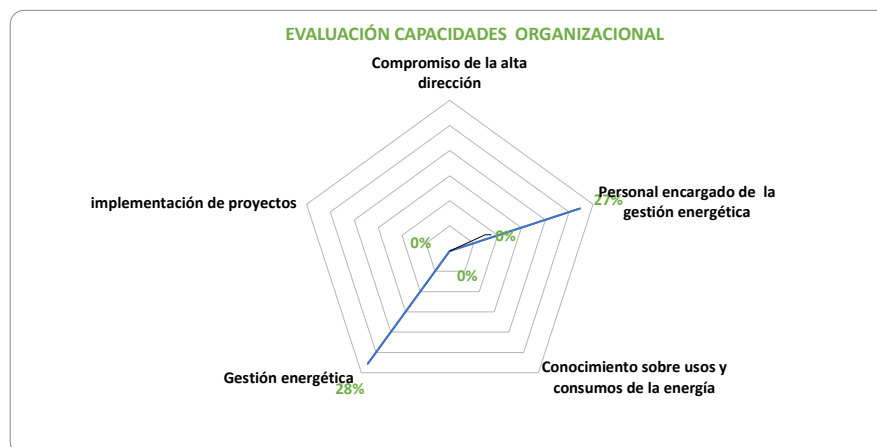 EVALUACIÓN CAPACIDADES ORGANIZACIONAL
Compromiso de la alta
dirección
Personal encargado de la
27%
gestión energética
implementación de proyectos
0%
0%
0%
Conocimiento sobre usos y
consumos de la energía
Gestión energética
28%